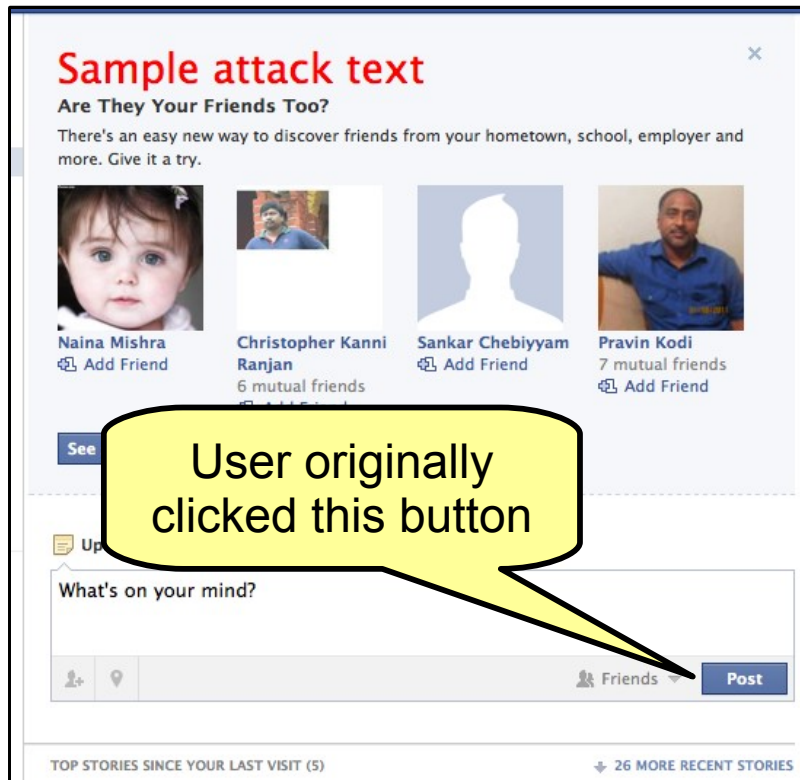 Sample attack text
Are They Your Friends Too?
There's an easy new way to discover friends from your hometown, school, employer and
more. Give it a try.
Naina Mishra
Add Friend
Christopher Kanni
Ranjan
6 mutual friends
Sankar Chebiyyam
Add Friend
Pravin Kodi
7 mutual friends
Add Friend
See
User originally
clicked this button
Up
What's on your mind?
Friends
Post
TOP STORIES SINCE YOUR LAST VISIT (5)
26 MORE RECENT STORIES